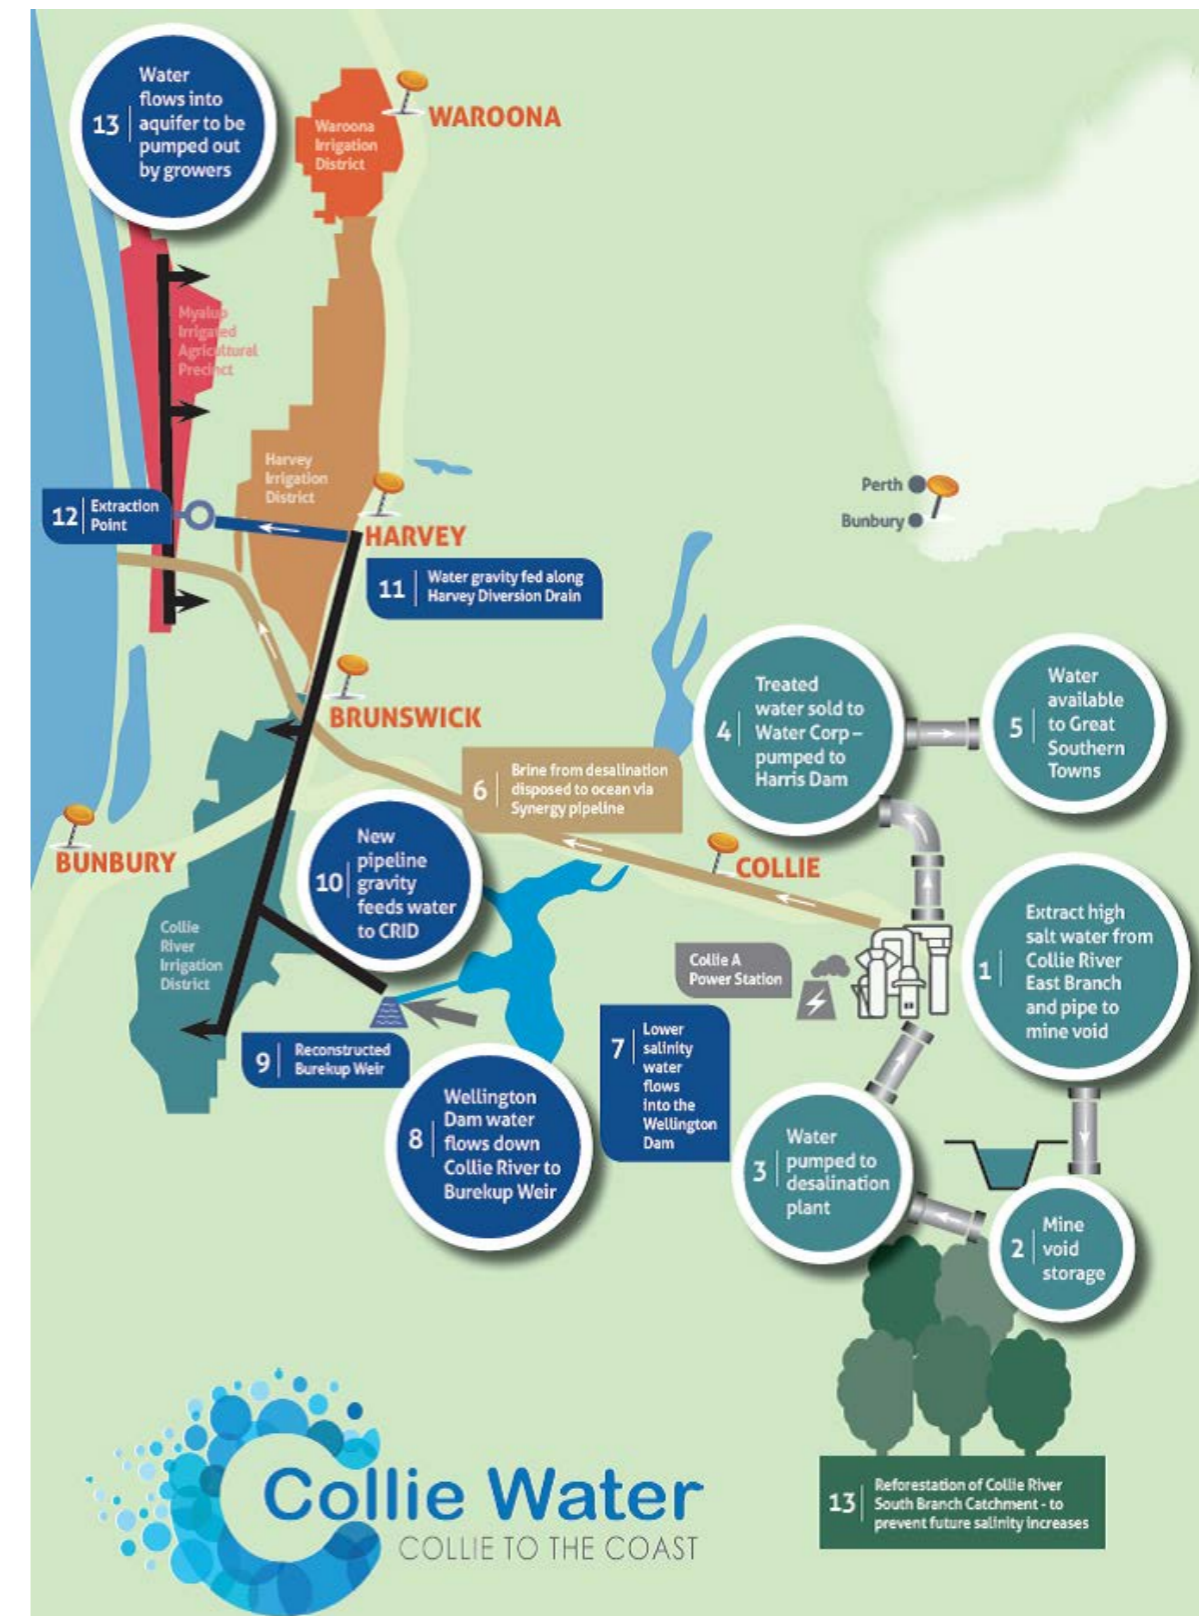 13
Water
flows into
aquifer to be
pumped out
by growers
WAROONA
Waroona
Irrigation
District
Myalup
Irrigated
Agricultural
Precinct
Harvey
Irrigation
District
Perth
Bunbury
12
Extraction
Point
HARVEY
11
Water gravity fed along
Harvey Diversion Drain
BRUNSWICK
4
Treated
water sold to
Water Corp –
pumped to
Harris Dam
5
Water
available
to Great
Southern
Towns
6
Brine from desalination
disposed to ocean via
Synergy pipeline
BUNBURY
10
New
pipeline
gravity
feeds water
to CRID
COLLIE
1
Extract high
salt water from
Collie River
East Branch
and pipe to
mine void
Collie
River
Irrigation
District
Collie A
Power Station
9
Reconstructed
Burekup Weir
7
Lower
salinity
water
flows
into the
Wellington
Dam
8
Wellington
Dam water
flows down
Collie River to
Burekup Weir
3
Water
pumped to
desalination
plant
2
Mine
void
storage
13
Reforestation of Collie River
South Branch Catchment - to
prevent future salinity increases
Collie Water
COLLIE TO THE COAST